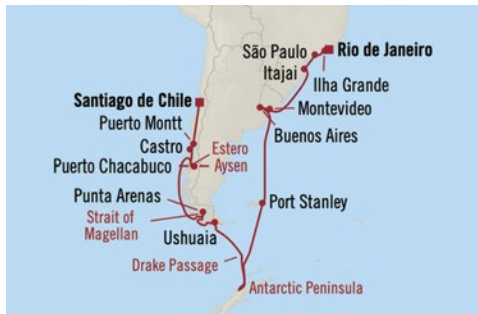 São Paulo
Rio de Janeiro
Itajai
Ilha Grande
Santiago de Chile
Montevideo
Puerto Montt
Buenos Aires
Castro
Estero
Aysen
Puerto Chacabuco
Punta Arenas
Port Stanley
Strait of
Magellan
Ushuaia
Drake Passage
Antarctic Peninsula